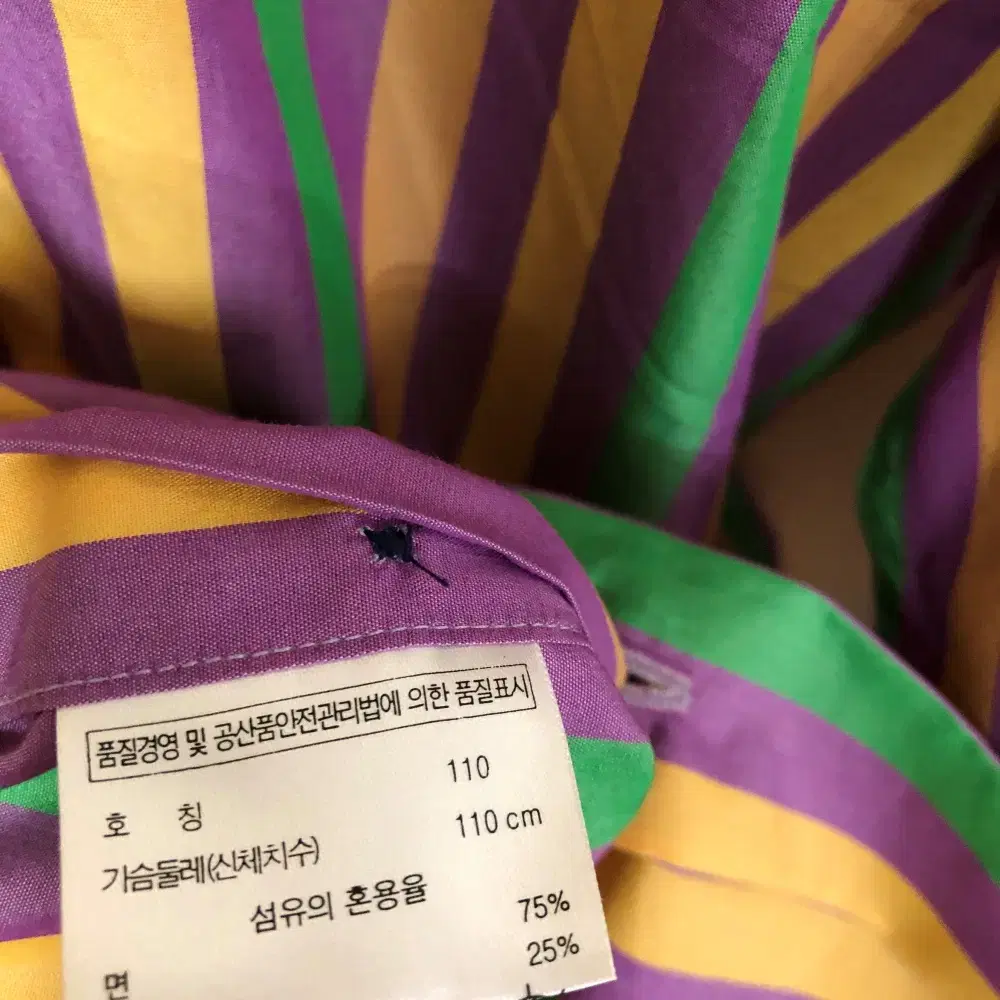 품질경영 및 공산품안전관리법에 의한 품질표시
호 칭 110
가슴둘레(신체치수) 110 cm
섬유의 혼용율
면 75%
25%